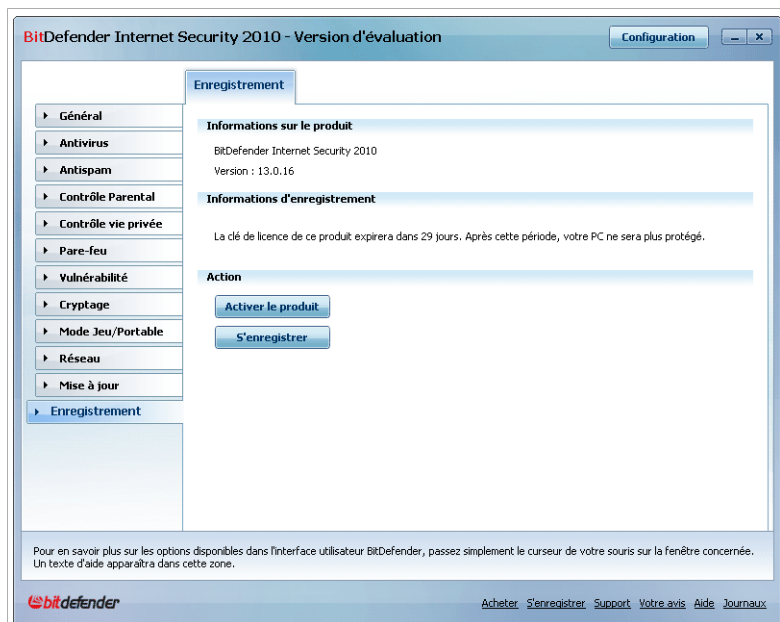 BitDefender Internet Security 2010 - Version d'évaluation
Configuration
Enregistrement
Général
Antivirus
Antispam
Contrôle Parental
Contrôle vie privée
Pare-feu
Vulnérabilité
Cryptage
Mode Jeu/Portable
Réseau
Mise à jour
Enregistrement
Informations sur le produit
BitDefender Internet Security 2010
Version : 13.0.16
Informations d'enregistrement
La clé de licence de ce produit expirera dans 29 jours. Après cette période, votre PC ne sera plus protégé.
Action
Activer le produit
S'enregistrer
Pour en savoir plus sur les options disponibles dans l'interface utilisateur BitDefender, passez simplement le curseur de votre souris sur la fenêtre concernée.
Un texte d'aide apparaîtra dans cette zone.
bitdefender
Acheter S'enregistrer Support Votre avis Aide Journaux